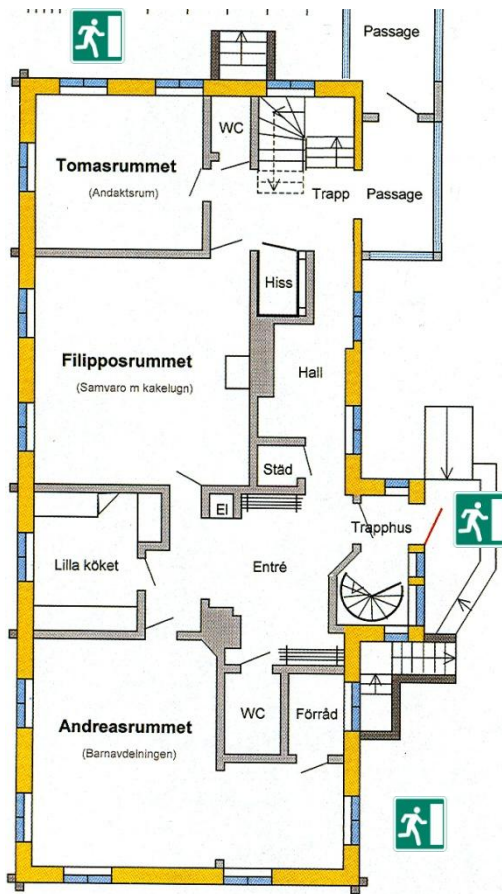 Passage
WC
Tomasrummet
(Andaktsrum)
Trapp
Passage
Hiss
Filipposrummet
(Samvaro m kakelugn)
Hall
Städ
El
Trapphus
Lilla köket
Entré
Andreasrummet
(Barnavdelningen)
WC
Förråd